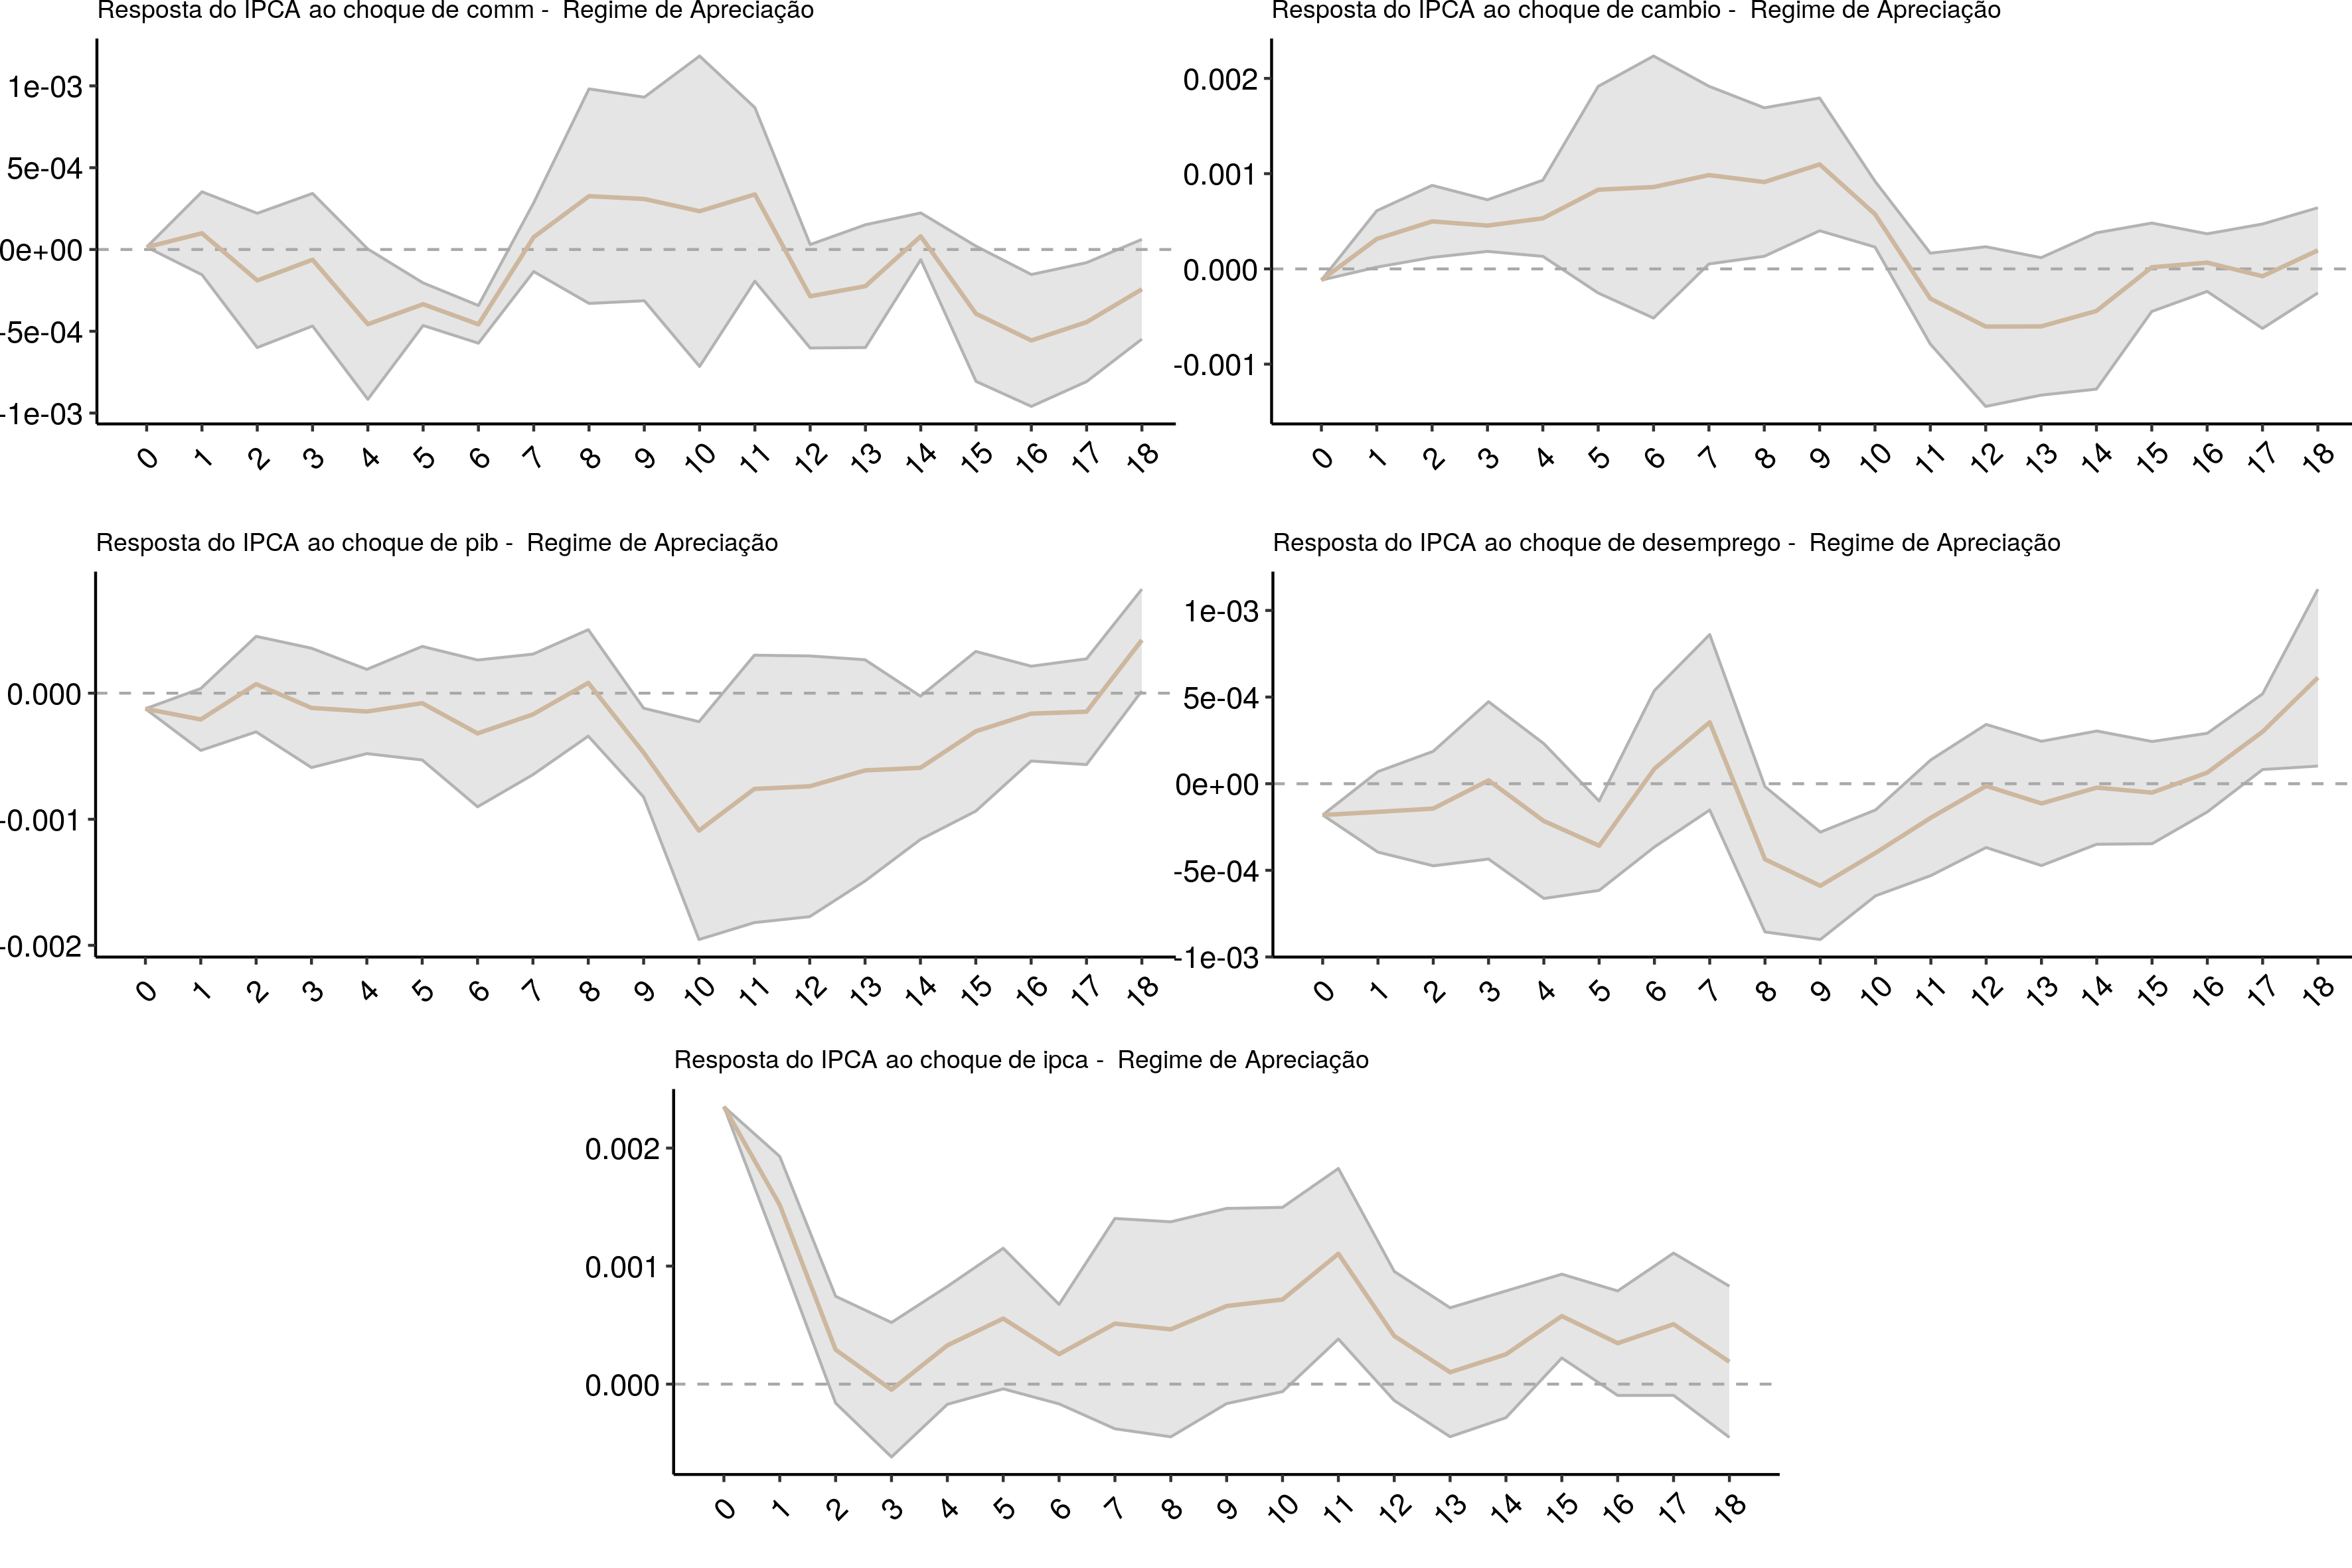 Resposta do IPCA ao choque de comm -  Regime de Apreciação
1e-03
5e-04
0e+00
-5e-04
-1e-03
0 1 2 3 4 5 6 7 8 9 10 11 12 13 14 15 16 17 18
Resposta do IPCA ao choque de cambio -  Regime de Apreciação
0.002
0.001
0.000
-0.001
0 1 2 3 4 5 6 7 8 9 10 11 12 13 14 15 16 17 18
Resposta do IPCA ao choque de pib -  Regime de Apreciação
0.000
-0.001
-0.002
0 1 2 3 4 5 6 7 8 9 10 11 12 13 14 15 16 17 18
Resposta do IPCA ao choque de desemprego -  Regime de Apreciação
1e-03
5e-04
0e+00
-5e-04
-1e-03
0 1 2 3 4 5 6 7 8 9 10 11 12 13 14 15 16 17 18
Resposta do IPCA ao choque de ipca -  Regime de Apreciação
0.002
0.001
0.000
0 1 2 3 4 5 6 7 8 9 10 11 12 13 14 15 16 17 18